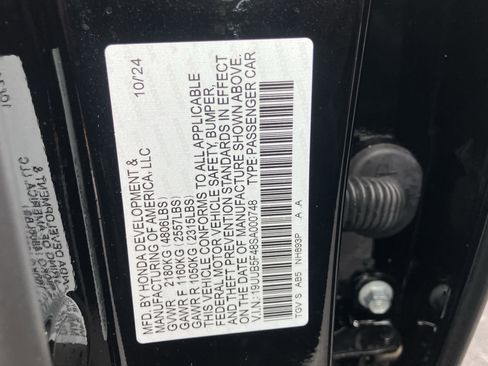 10/24
MFD. BY HONDA DEVELOPMENT &
MANUFACTURING OF AMERICA, LLC
GVWR 2180KG (4806LBS)
GAWR F 1160KG (2557LBS)
GAWR R 1050KG (2315LBS)
THIS VEHICLE CONFORMS TO ALL APPLICABLE
FEDERAL MOTOR VEHICLE SAFETY, BUMPER,
AND THEFT PREVENTION STANDARDS IN EFFECT
ON THE DATE OF MANUFACTURE SHOWN ABOVE.
V.I.N.:19UUB5F48SA000748 TYPE:PASSENGER CAR
TGV S AB5 NH893P A A